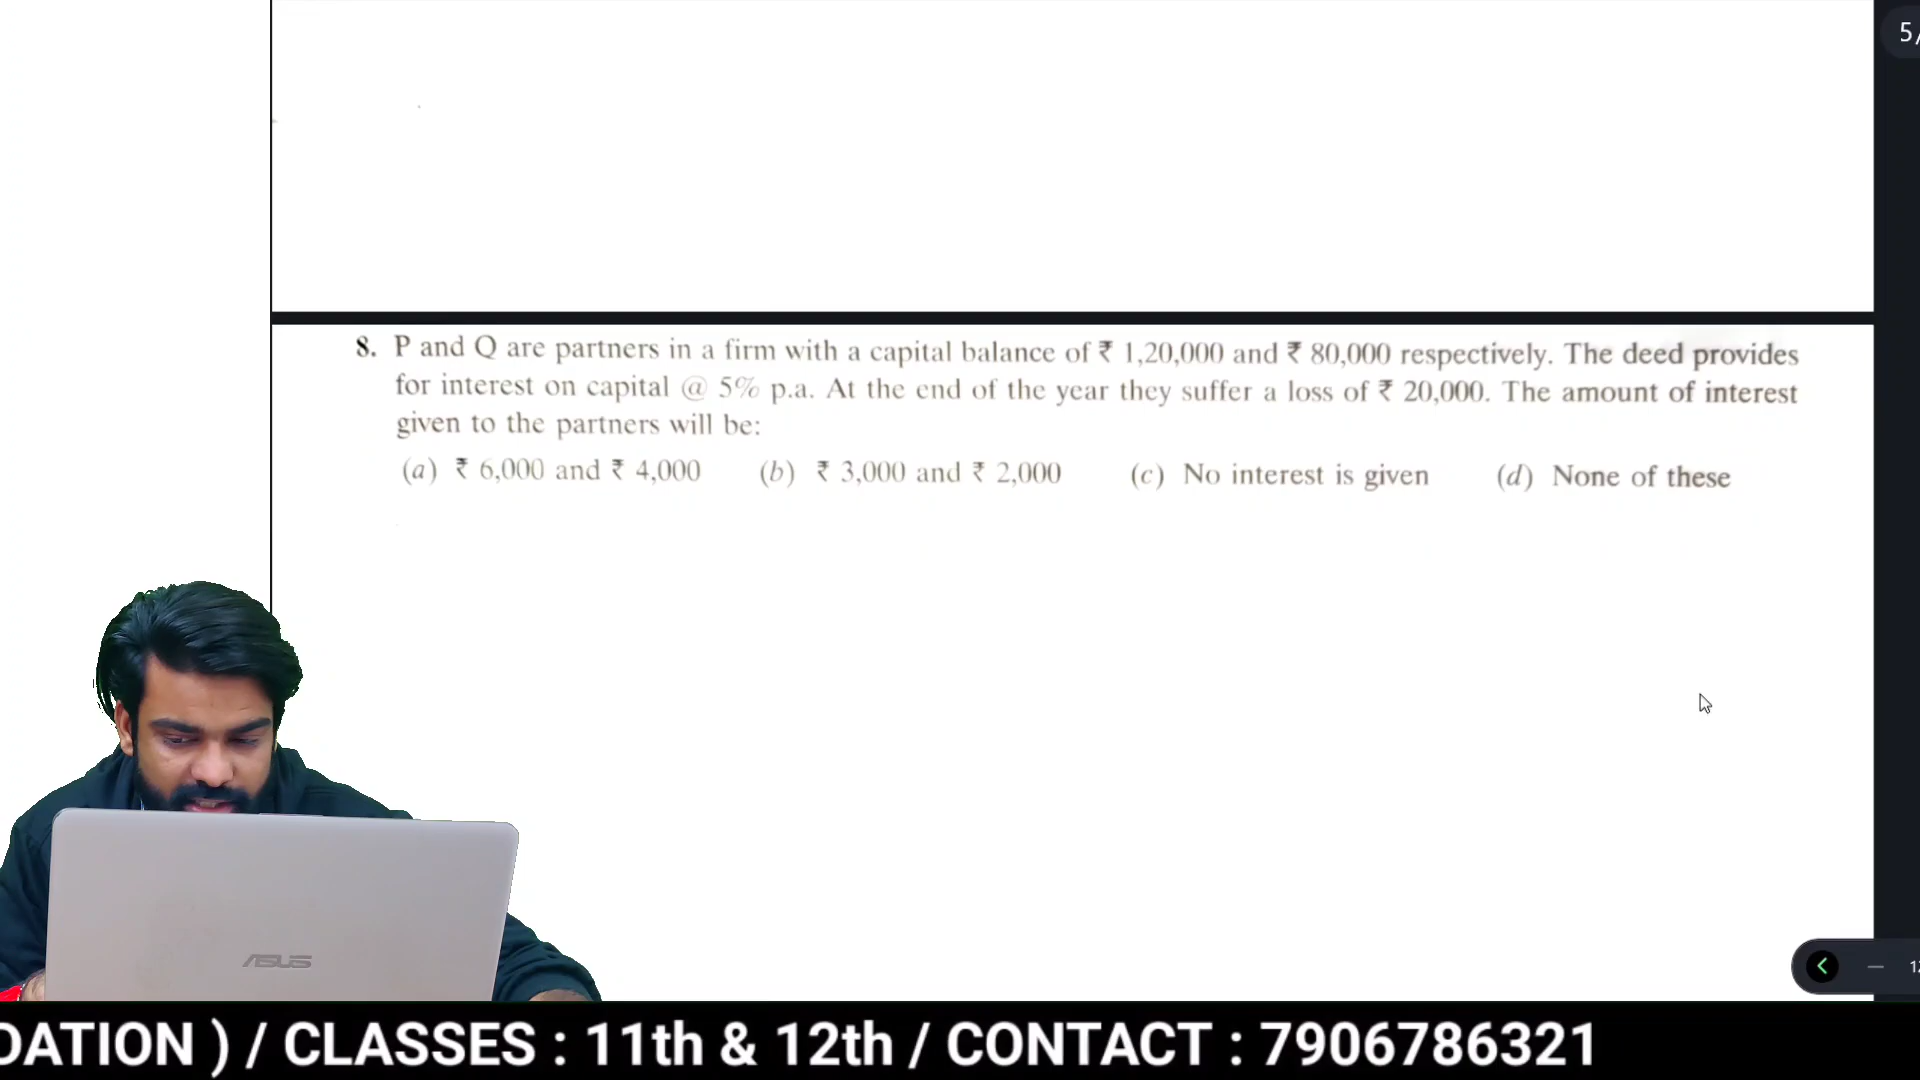 5/
8. P and Q are partners in a firm with a capital balance of ₹ 1,20,000 and ₹ 80,000 respectively. The deed provides
for interest on capital @ 5% p.a. At the end of the year they suffer a loss of ₹ 20,000. The amount of interest
given to the partners will be:
(a) ₹ 6,000 and ₹ 4,000 (b) ₹ 3,000 and ₹ 2,000 (c) No interest is given (d) None of these
ASUS
12
DATION ) / CLASSES : 11th & 12th / CONTACT : 7906786321